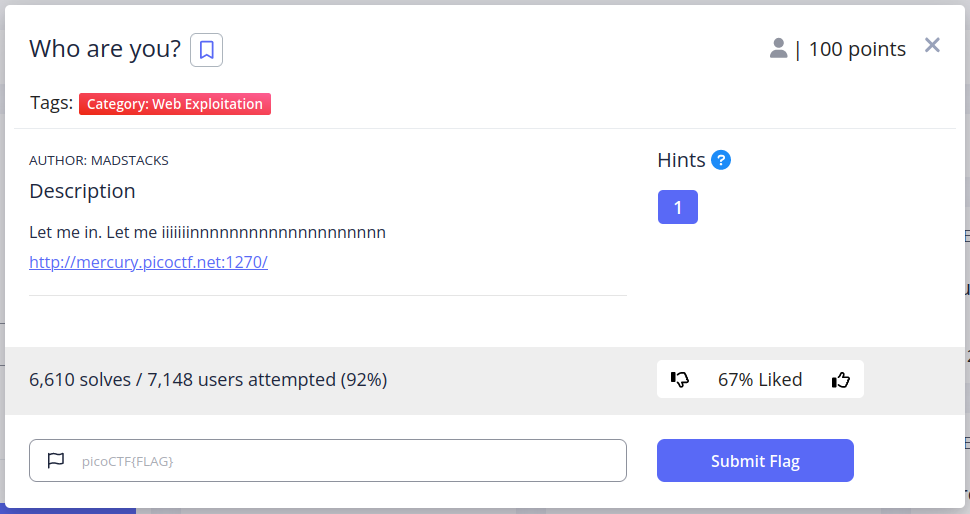 Who are you?
| 100 points
Tags: Category: Web Exploitation
AUTHOR: MADSTACKS
Description
Let me in. Let me iiiiiiinnnnnnnnnnnnnnnnnnnn
http://mercury.picoctf.net:1270/
Hints ?
1
6,610 solves / 7,148 users attempted (92%)
67% Liked
picoCTF{FLAG}
Submit Flag